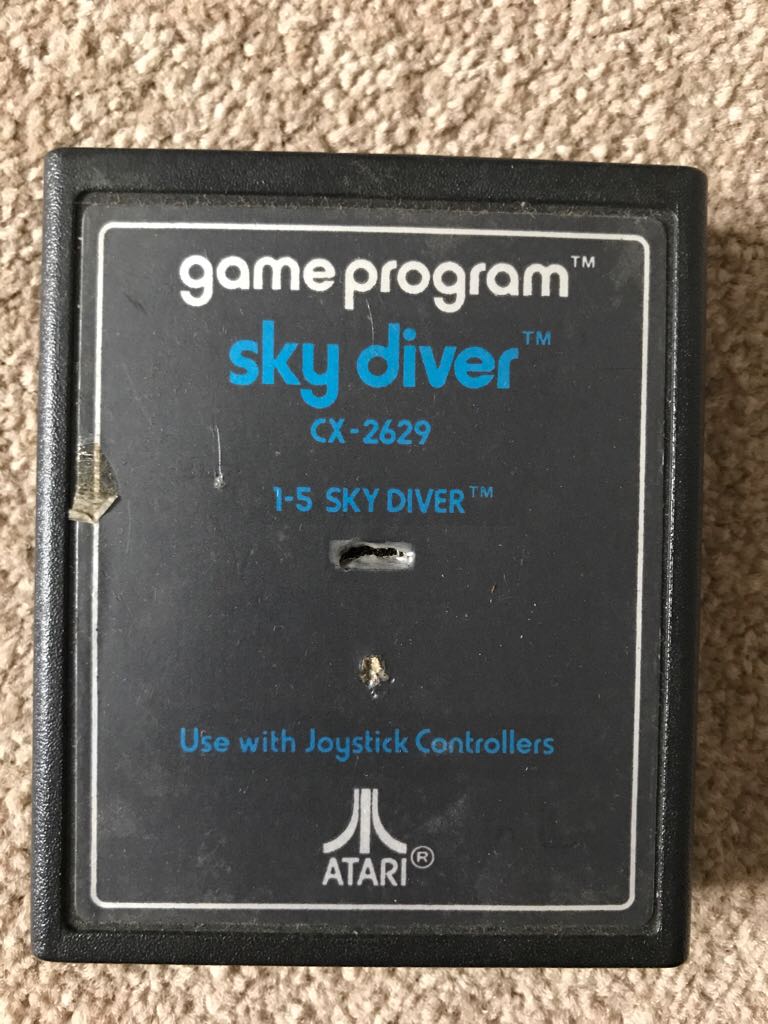 game program™
sky diver™
CX-2629
1-5 SKY DIVER™
Use with Joystick Controllers
ATARI®